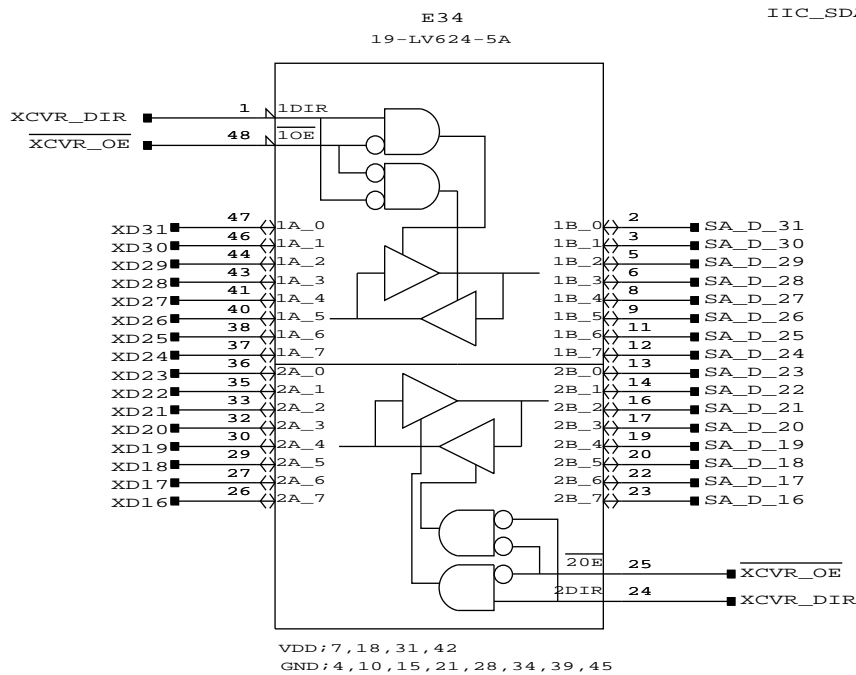 E34
IIC_SD
19-LV624-5A
XCVR_DIR 1 1DIR
XCVR_OE 48 1OE
XD31 47 1A_0 1B_0 2 SA_D_31
XD30 46 1A_1 1B_1 3 SA_D_30
XD29 44 1A_2 1B_2 5 SA_D_29
XD28 43 1A_3 1B_3 6 SA_D_28
XD27 41 1A_4 1B_4 8 SA_D_27
XD26 40 1A_5 1B_5 9 SA_D_26
XD25 38 1A_6 1B_6 11 SA_D_25
XD24 37 1A_7 1B_7 12 SA_D_24
XD23 36 2A_0 2B_0 13 SA_D_23
XD22 35 2A_1 2B_1 14 SA_D_22
XD21 33 2A_2 2B_2 16 SA_D_21
XD20 32 2A_3 2B_3 17 SA_D_20
XD19 30 2A_4 2B_4 19 SA_D_19
XD18 29 2A_5 2B_5 20 SA_D_18
XD17 27 2A_6 2B_6 22 SA_D_17
XD16 26 2A_7 2B_7 23 SA_D_16
2OE 25 XCVR_OE
2DIR 24 XCVR_DIR
VDD;7,18,31,42
GND;4,10,15,21,28,34,39,45